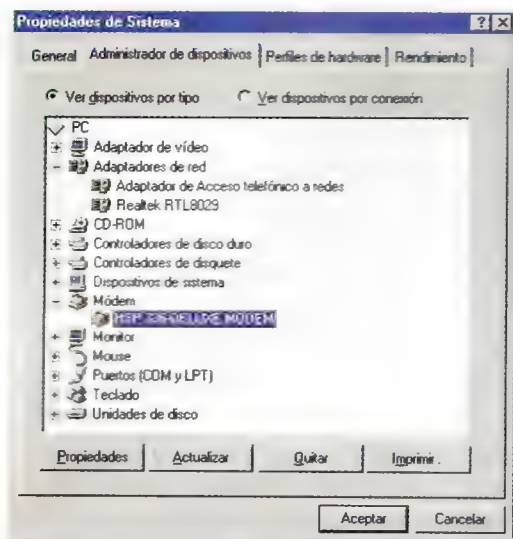 Propiedades de Sistema
General Administrador de dispositivos Perfiles de hardware Rendimiento
Ver dispositivos por tipo Ver dispositivos por conexión
PC
Adaptador de vídeo
Adaptadores de red
Adaptador de Acceso telefónico a redes
Realtek RTL8029
CD-ROM
Controladores de disco duro
Controladores de disquete
Dispositivos de sistema
Módem
HSP MODEM
Monitor
Mouse
Puertos (COM y LPT)
Teclado
Unidades de disco
Propiedades Actualizar Quitar Imprimir .
Aceptar Cancelar